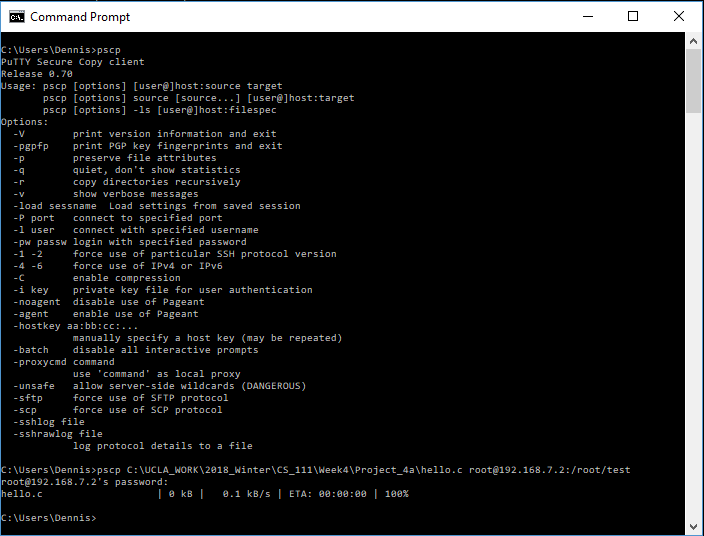 Command Prompt
C:\Users\Dennis>pscp
PuTTY Secure Copy client
Release 0.70
Usage: pscp [options] [user@]host:source target
       pscp [options] source [source...] [user@]host:target
       pscp [options] -ls [user@]host:filespec
Options:
  -V        print version information and exit
  -pgpfp    print PGP key fingerprints and exit
  -p        preserve file attributes
  -q        quiet, don't show statistics
  -r        copy directories recursively
  -v        show verbose messages
  -load sessname  Load settings from saved session
  -P port   connect to specified port
  -l user   connect with specified username
  -pw passw login with specified password
  -1 -2     force use of particular SSH protocol version
  -4 -6     force use of IPv4 or IPv6
  -C        enable compression
  -i key    private key file for user authentication
  -noagent  disable use of Pageant
  -agent    enable use of Pageant
  -hostkey aa:bb:cc:...
            manually specify a host key (may be repeated)
  -batch    disable all interactive prompts
  -proxycmd command
            use 'command' as local proxy
  -unsafe   allow server-side wildcards (DANGEROUS)
  -sftp     force use of SFTP protocol
  -scp      force use of SCP protocol
  -sshlog file
  -sshrawlog file
            log protocol details to a file
C:\Users\Dennis>pscp C:\UCLA_WORK\2018_Winter\CS_111\Week4\Project_4a\hello.c root@192.168.7.2:/root/test
root@192.168.7.2's password:
hello.c                   | 0 kB |   0.1 kB/s | ETA: 00:00:00 | 100%
C:\Users\Dennis>